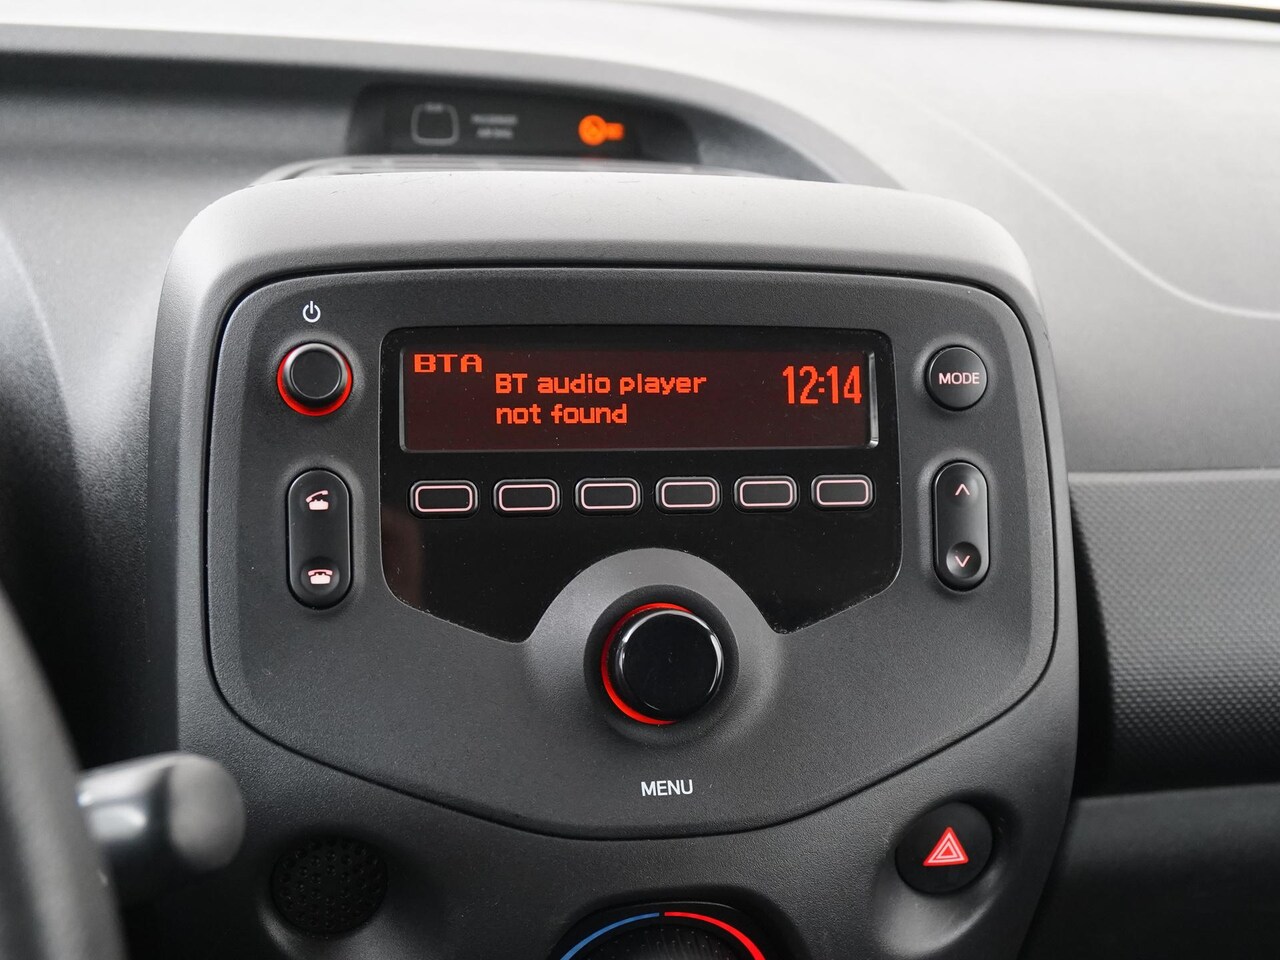 BTA
BT audio player
12:14
not found
MODE
MENU